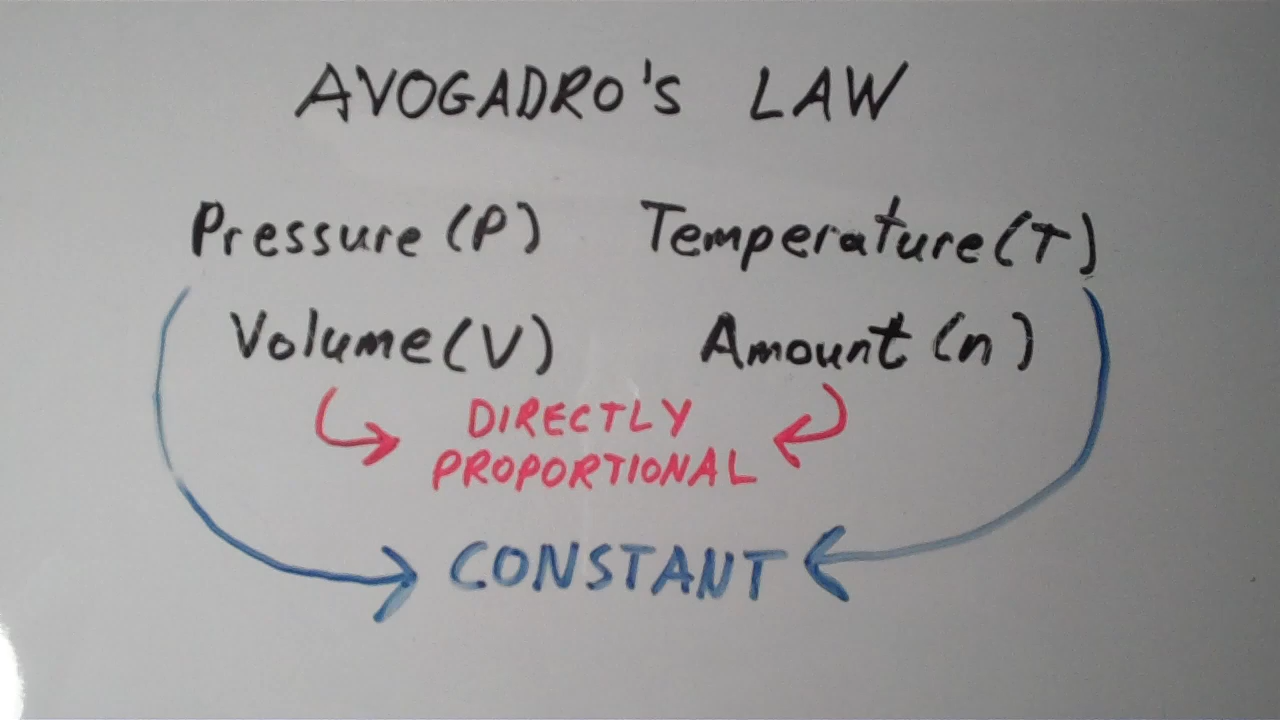 AVOGADRO'S LAW
Pressure (P) Temperature (T)
Volume (V) Amount (n)
DIRECTLY
PROPORTIONAL
CONSTANT